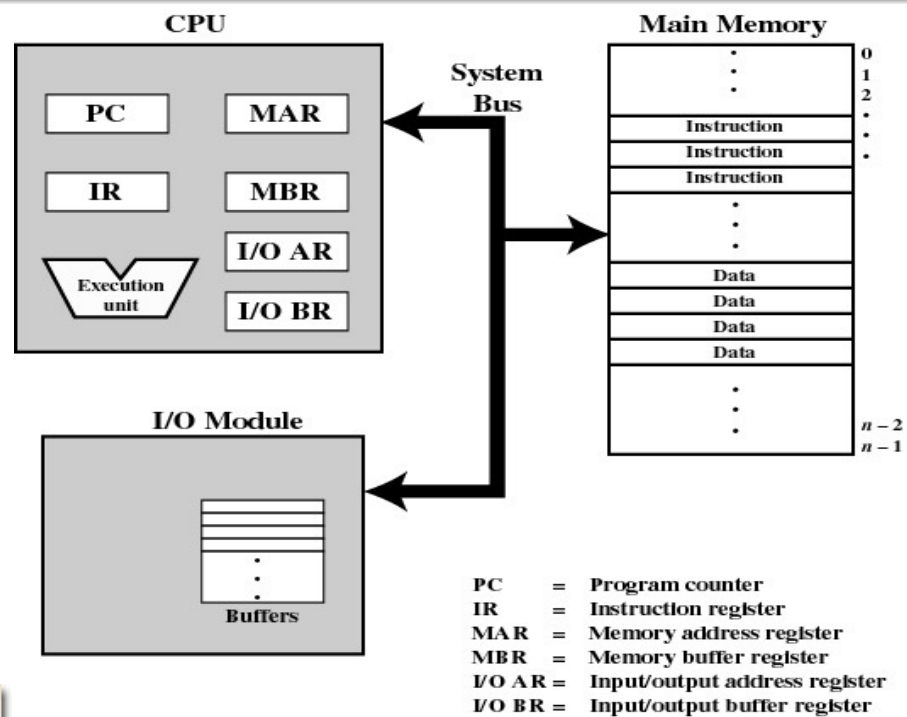 CPU
PC
MAR
IR
MBR
I/O AR
I/O BR
Execution
unit
System
Bus
Main Memory
0
1
2
Instruction
Instruction
Instruction
Data
Data
Data
Data
n – 2
n – 1
I/O Module
Buffers
PC = Program counter
IR = Instruction register
MAR = Memory address register
MBR = Memory buffer register
I/O AR = Input/output address register
I/O BR = Input/output buffer register